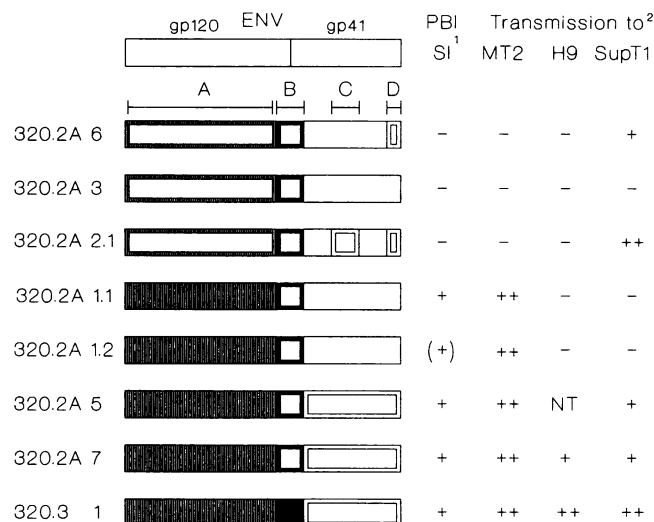 ENV PBI Transmission to²
gp120 gp41 SI¹ MT2 H9 SupT1
A B C D
320.2A 6 − − − +
320.2A 3 − − − −
320.2A 2.1 − − − ++
320.2A 1.1 + ++ − −
320.2A 1.2 (+) ++ − −
320.2A 5 + ++ NT +
320.2A 7 + ++ + +
320.3 1 + ++ ++ ++